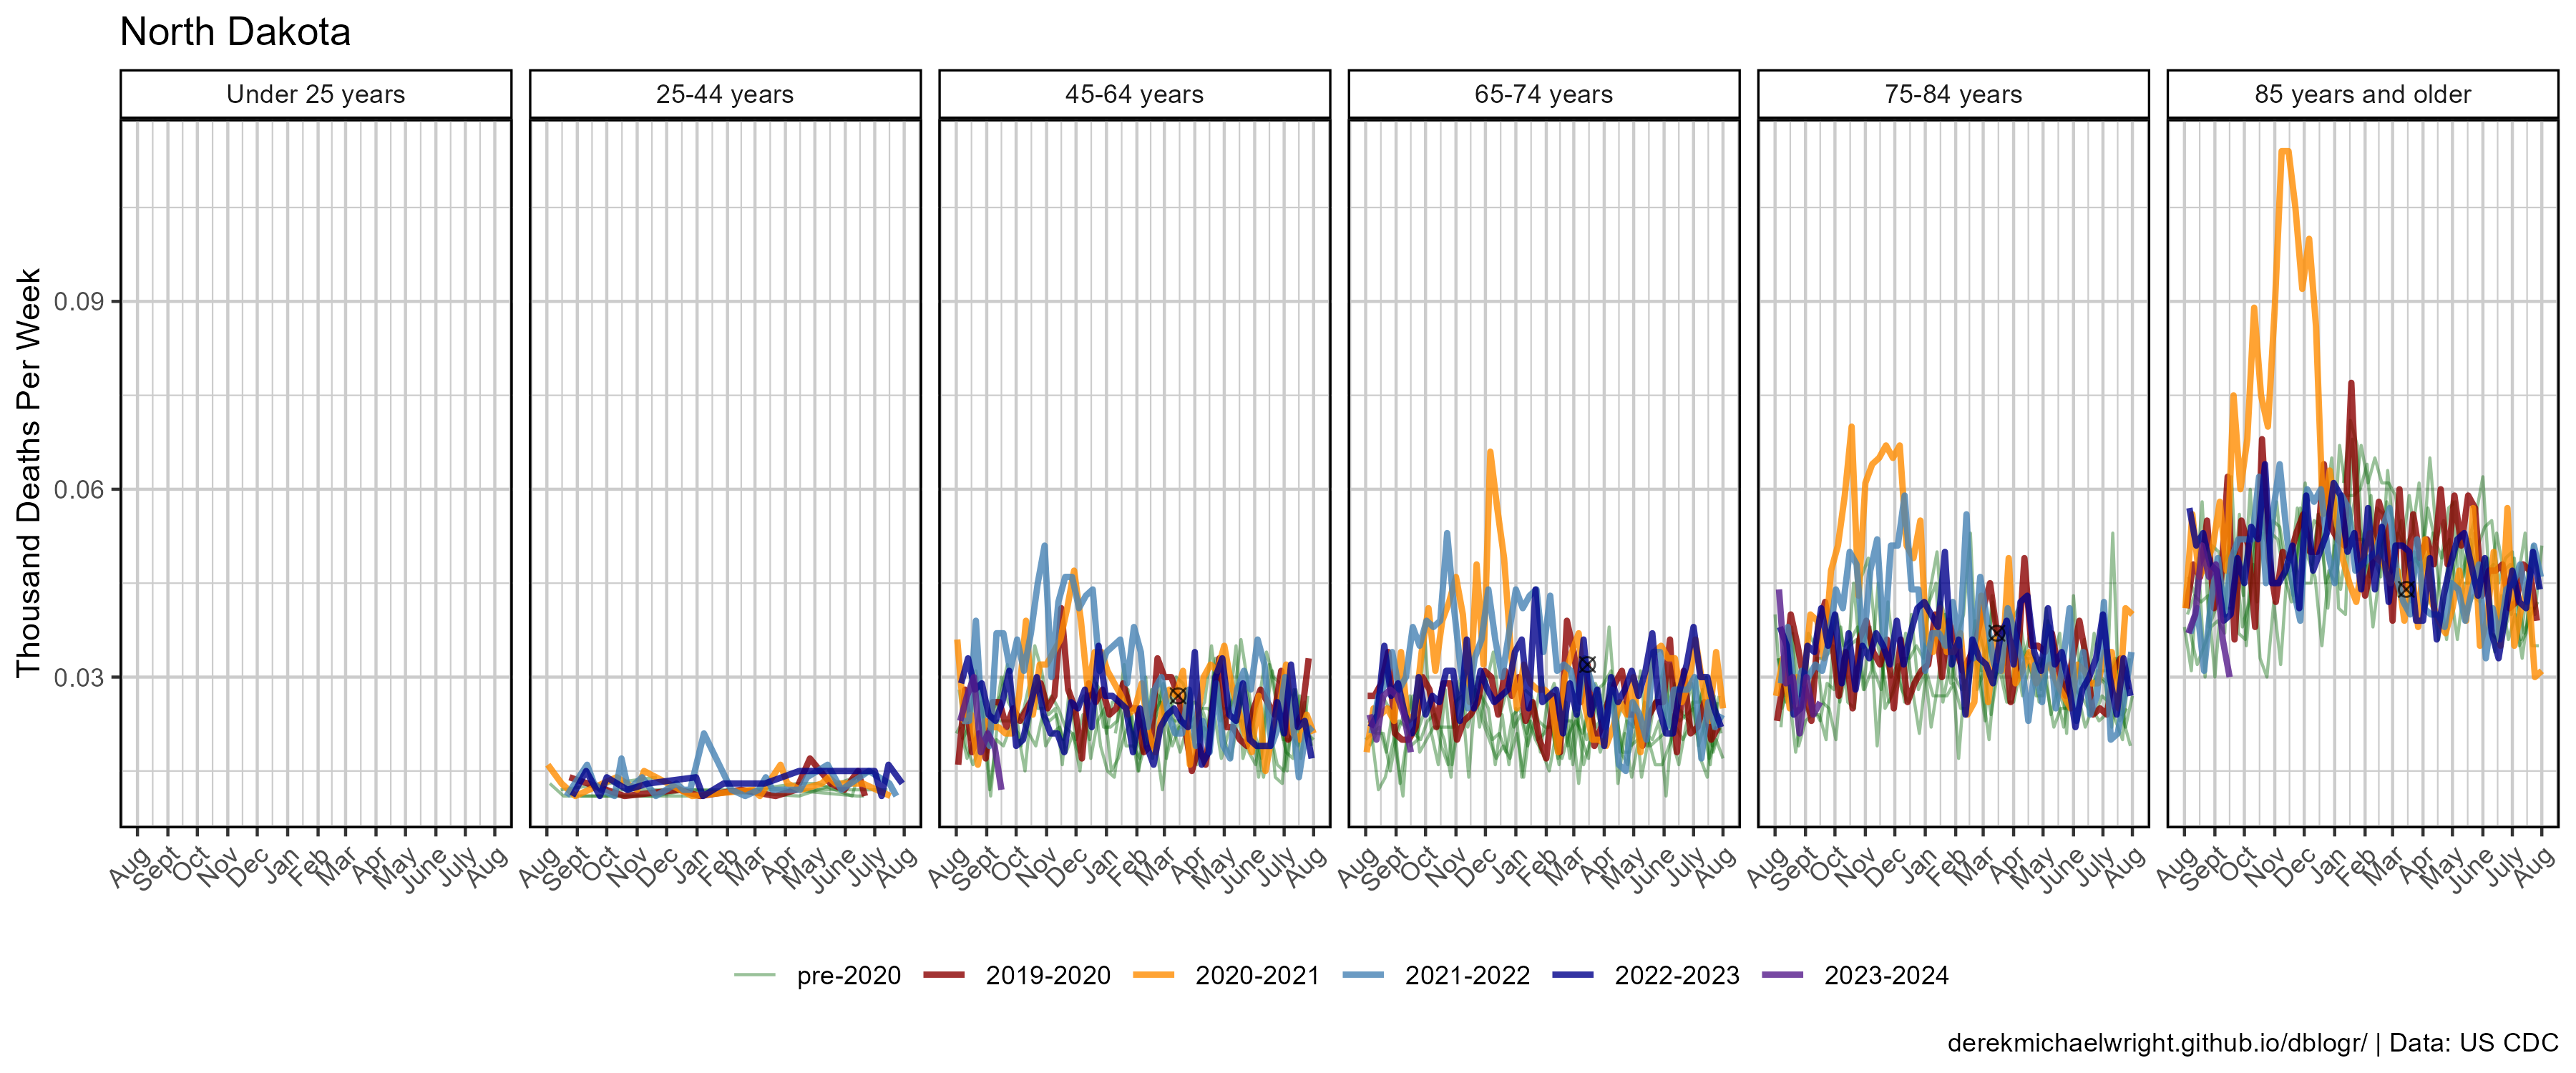 North Dakota
Under 25 years 25-44 years 45-64 years 65-74 years 75-84 years 85 years and older
Thousand Deaths Per Week
0.09
0.06
0.03
Aug Sept Oct Nov Dec Jan Feb Mar Apr May June July Aug
Aug Sept Oct Nov Dec Jan Feb Mar Apr May June July Aug
Aug Sept Oct Nov Dec Jan Feb Mar Apr May June July Aug
Aug Sept Oct Nov Dec Jan Feb Mar Apr May June July Aug
Aug Sept Oct Nov Dec Jan Feb Mar Apr May June July Aug
Aug Sept Oct Nov Dec Jan Feb Mar Apr May June July Aug
pre-2020 2019-2020 2020-2021 2021-2022 2022-2023 2023-2024
derekmichaelwright.github.io/dblogr/ | Data: US CDC